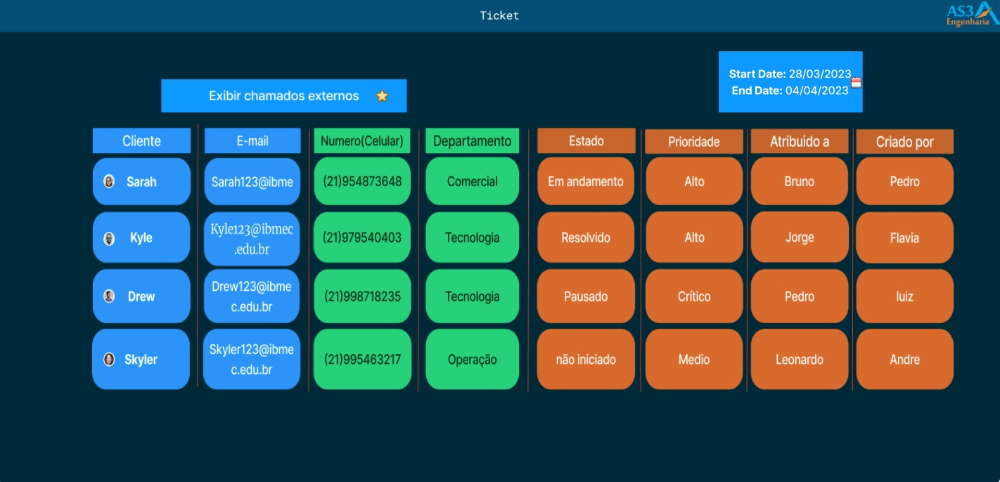 Ticket
AS3
Engenharia
Start Date: 28/03/2023
End Date: 04/04/2023
Exibir chamados externos
Cliente E-mail Numero(Celular) Departamento Estado Prioridade Atribuido a Criado por
Sarah Sarah123@ibme (21)954873648 Comercial Em andamento Alto Bruno Pedro
Kyle Kyle123@ibmec (21)979540403 Tecnologia Resolvido Alto Jorge Flavia
.edu.br
Drew Drew123@ibme (21)998718235 Tecnologia Pausado Crítico Pedro luiz
c.edu.br
Skyler Skyler123@ibme (21)995463217 Operação não iniciado Medio Leonardo Andre
c.edu.br